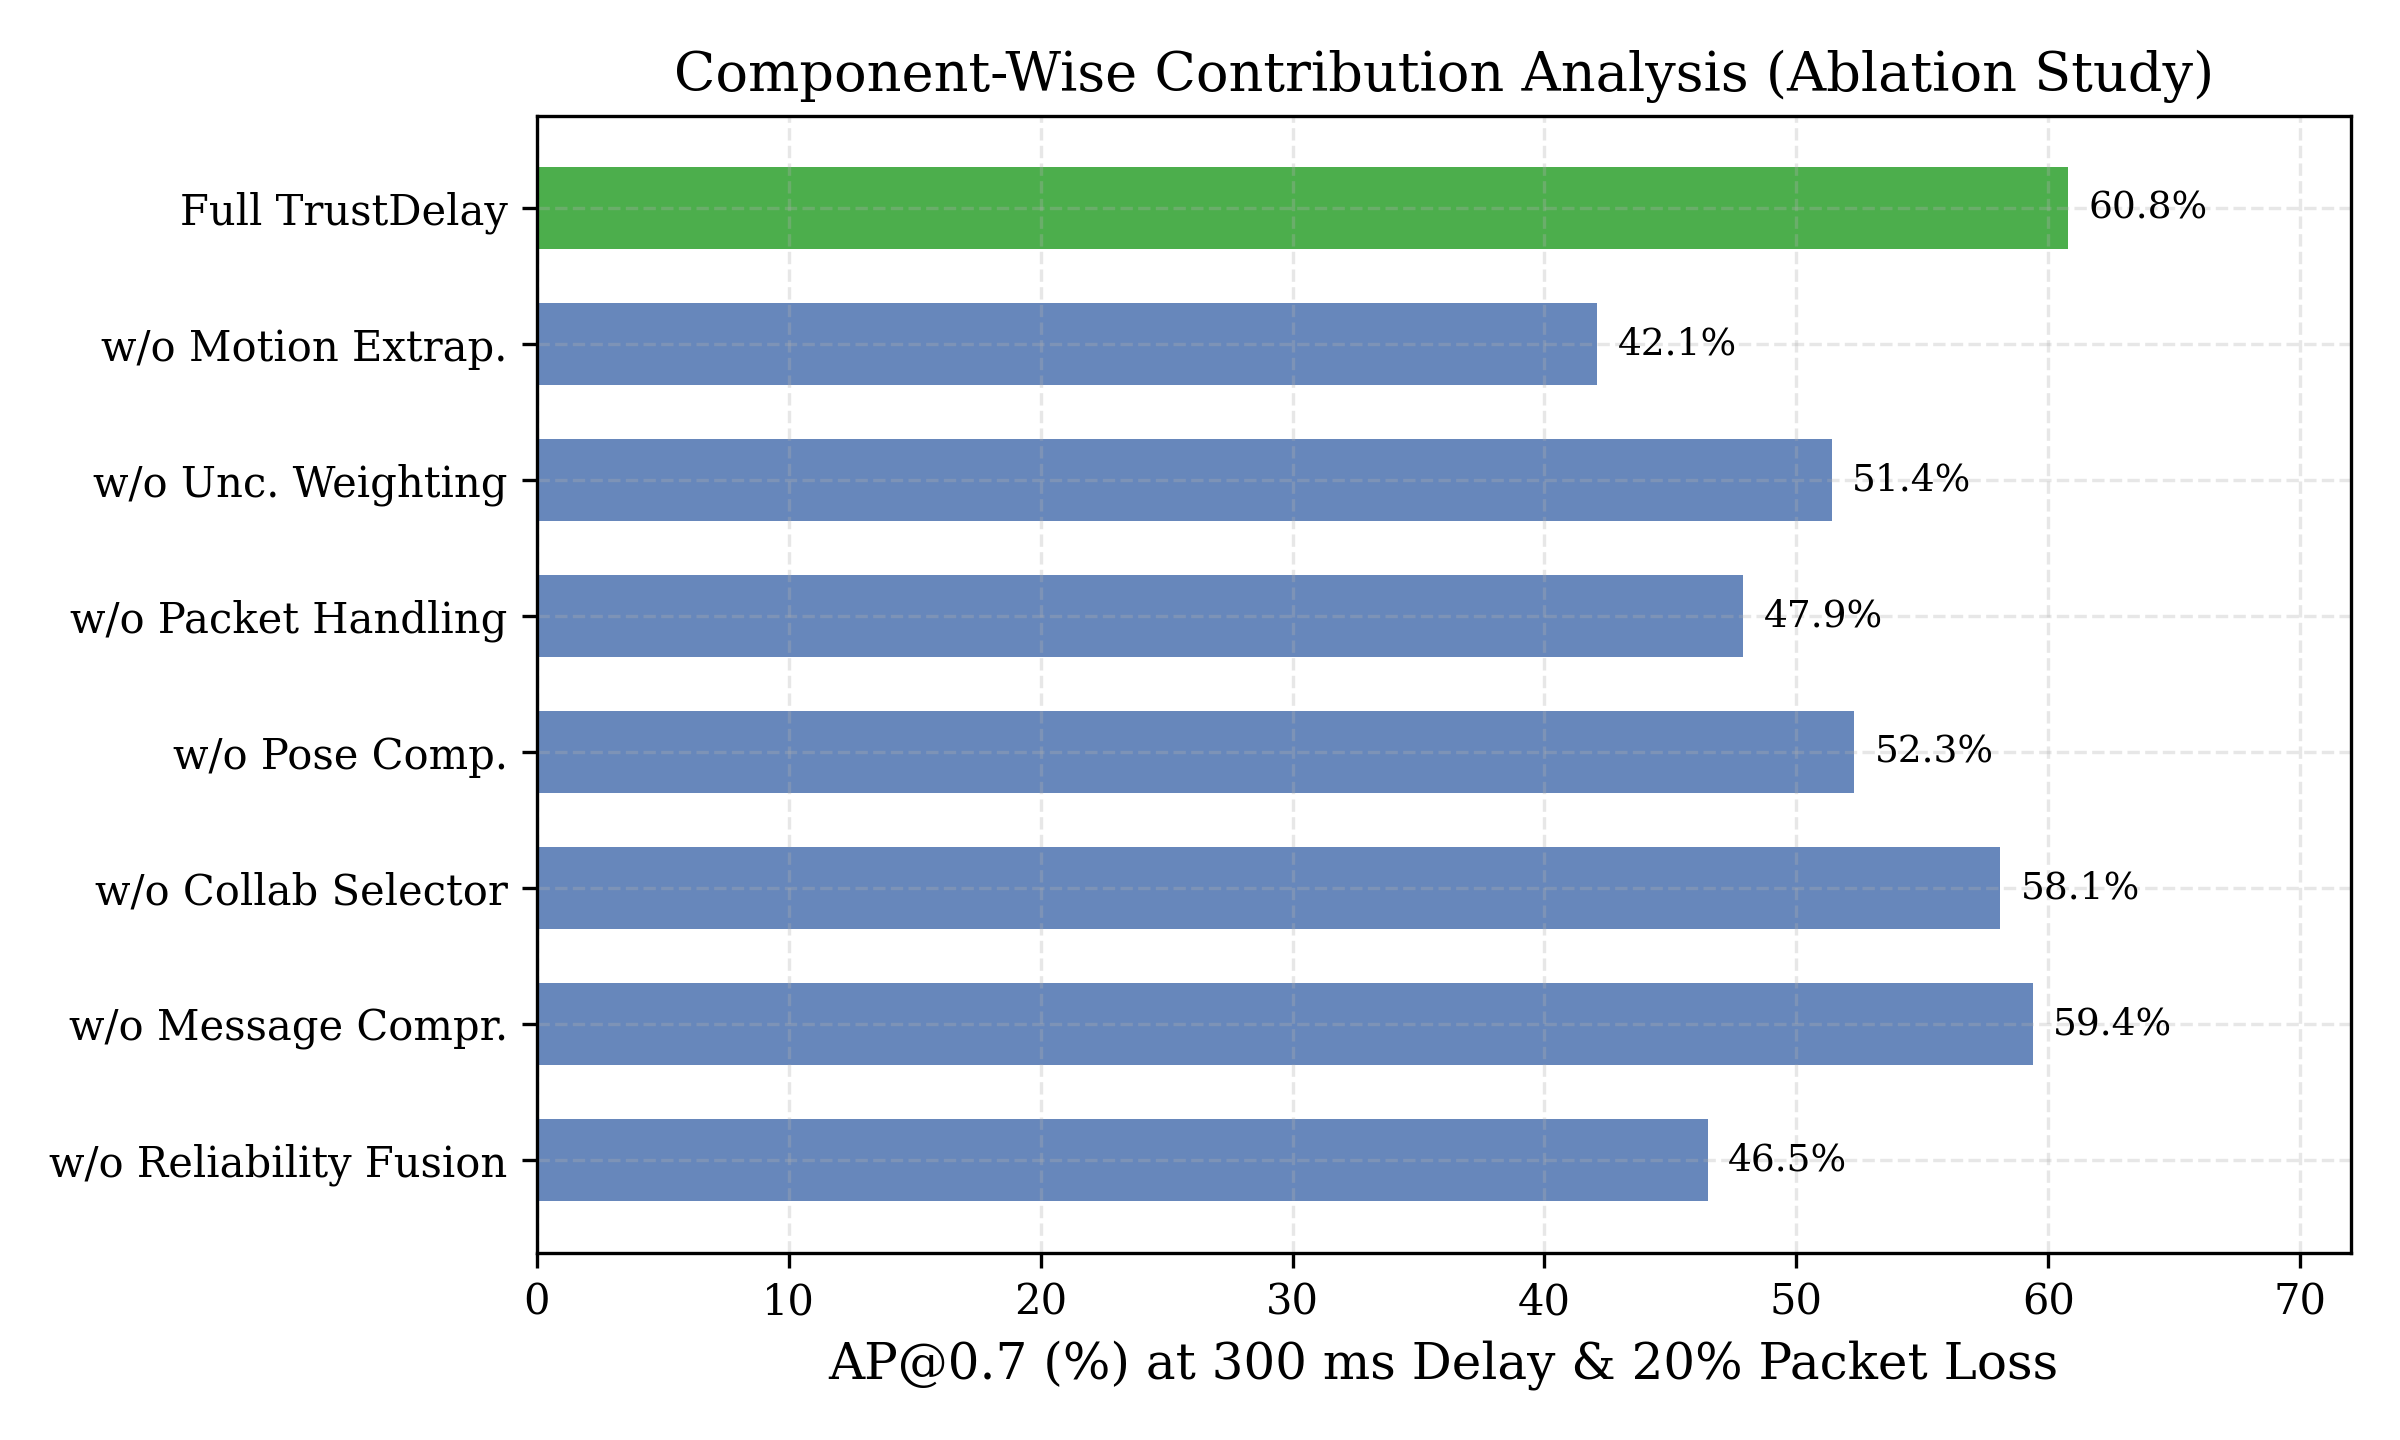 Component-Wise Contribution Analysis (Ablation Study)
Full TrustDelay 60.8%
w/o Motion Extrap. 42.1%
w/o Unc. Weighting 51.4%
w/o Packet Handling 47.9%
w/o Pose Comp. 52.3%
w/o Collab Selector 58.1%
w/o Message Compr. 59.4%
w/o Reliability Fusion 46.5%
0 10 20 30 40 50 60 70
AP@0.7 (%) at 300 ms Delay & 20% Packet Loss